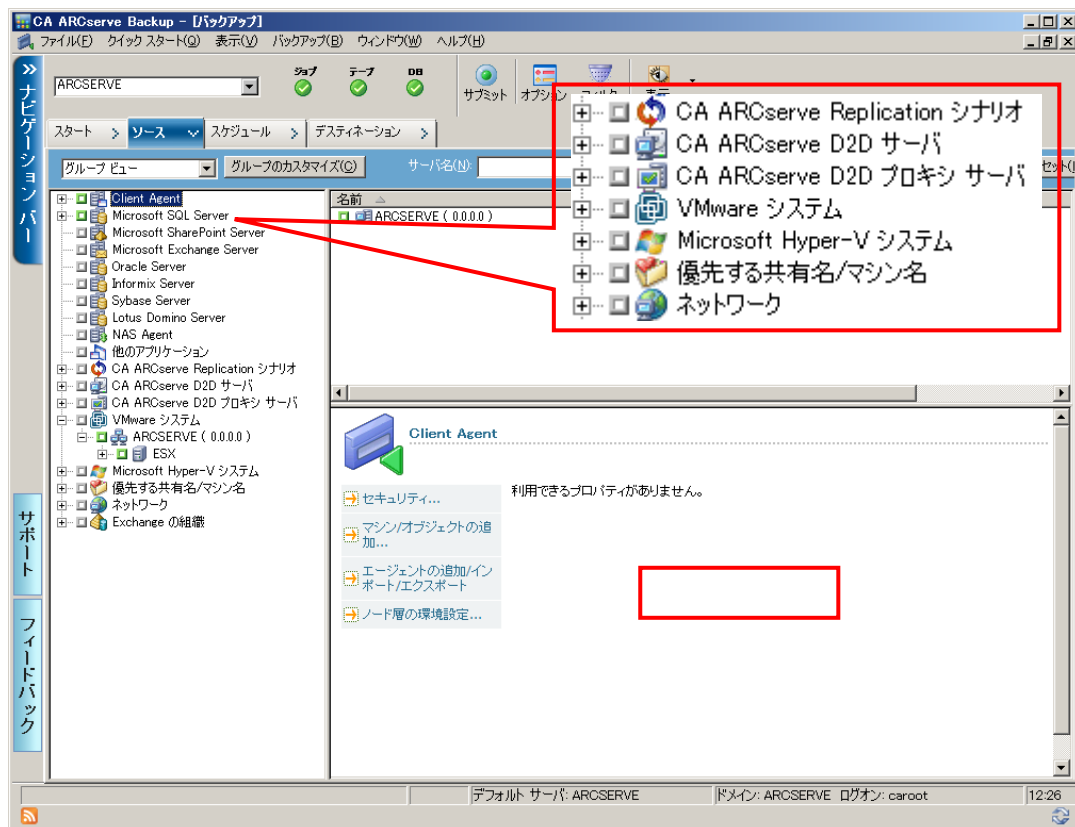 CA ARCserve Backup - [バックアップ]
ファイル(F) クイック スタート(Q) 表示(V) バックアップ(B) ウィンドウ(W) ヘルプ(H)
ARCSERVE
ジョブ テープ DB
サブミット オプション
スタート > ソース スケジュール > デスティネーション >
グループ ビュー グループのカスタマイズ(C) サーバ名(N):
Client Agent
Microsoft SQL Server
Microsoft SharePoint Server
Microsoft Exchange Server
Oracle Server
Informix Server
Sybase Server
Lotus Domino Server
NAS Agent
他のアプリケーション
CA ARCserve Replication シナリオ
CA ARCserve D2D サーバ
CA ARCserve D2D プロキシ サーバ
VMware システム
ARCSERVE ( 0.0.0.0 )
ESX
Microsoft Hyper-V システム
優先する共有名/マシン名
ネットワーク
Exchange の組織
名前
ARCSERVE ( 0.0.0.0 )
CA ARCserve Replication シナリオ
CA ARCserve D2D サーバ
CA ARCserve D2D プロキシ サーバ
VMware システム
Microsoft Hyper-V システム
優先する共有名/マシン名
ネットワーク
Client Agent
セキュリティ...
マシン/オブジェクトの追
加...
エージェントの追加/イン
ポート/エクスポート
ノード層の環境設定...
利用できるプロパティがありません。
ナビゲーション バー
サポート
フィードバック
デフォルト サーバ: ARCSERVE
ドメイン: ARCSERVE ログオン: caroot
12:26